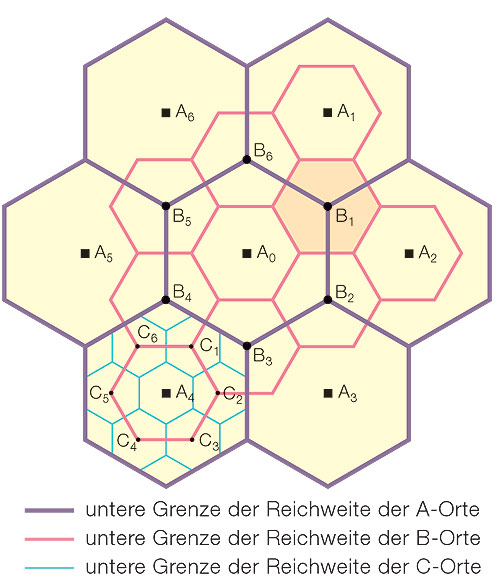 A₆ A₁
B₆
B₅ B₁
A₅ A₀ A₂
B₄ B₂
C₆ C₁ B₃
C₅ A₄ C₂ A₃
C₄ C₃
untere Grenze der Reichweite der A-Orte
untere Grenze der Reichweite der B-Orte
untere Grenze der Reichweite der C-Orte